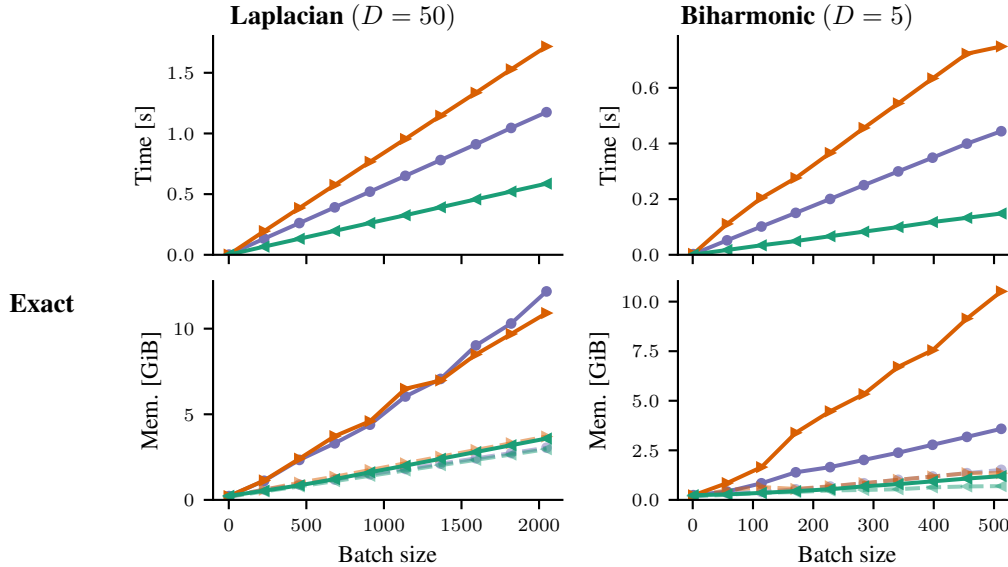 Laplacian (D = 50)
Biharmonic (D = 5)
Time [s]
1.5
1.0
0.5
0.0
Time [s]
0.6
0.4
0.2
0.0
Exact
Mem. [GiB]
10
5
0
0 500 1000 1500 2000
Batch size
Mem. [GiB]
10.0
7.5
5.0
2.5
0.0
0 100 200 300 400 500
Batch size